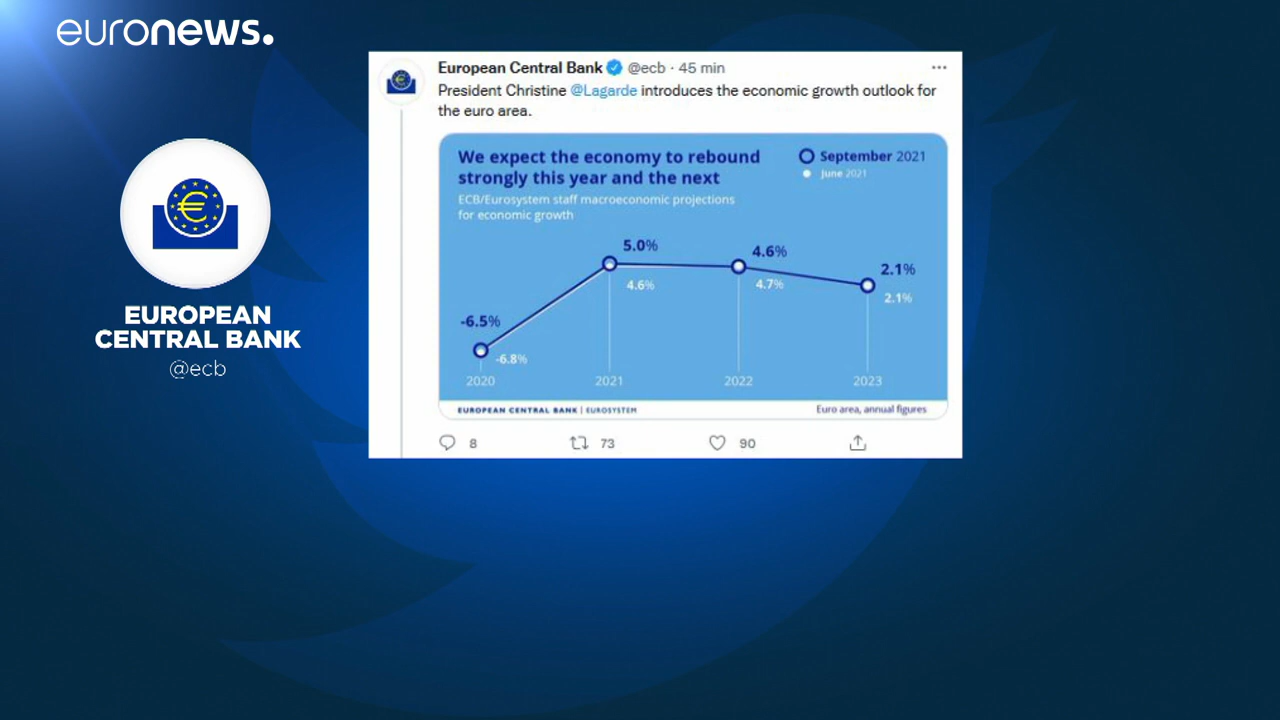 euronews.
European Central Bank @ecb · 45 min
President Christine @Lagarde introduces the economic growth outlook for
the euro area.
We expect the economy to rebound
strongly this year and the next
ECB/Eurosystem staff macroeconomic projections
for economic growth
September 2021
June 2021
5.0%
4.6%
2.1%
4.6%
4.7%
2.1%
-6.5%
-6.8%
2020 2021 2022 2023
EUROPEAN CENTRAL BANK | EUROSYSTEM
Euro area, annual figures
8 73 90
€
EUROPEAN
CENTRAL BANK
@ecb